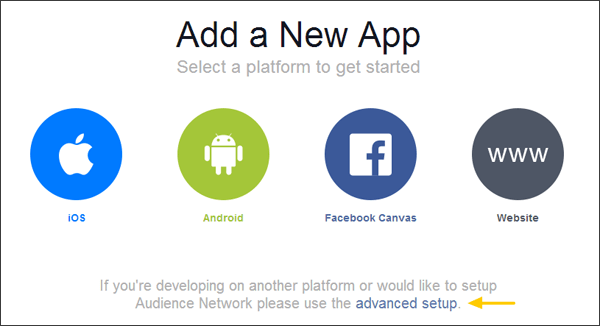 Add a New App
Select a platform to get started
www
iOS
Android
Facebook Canvas
Website
If you're developing on another platform or would like to setup
Audience Network please use the advanced setup.